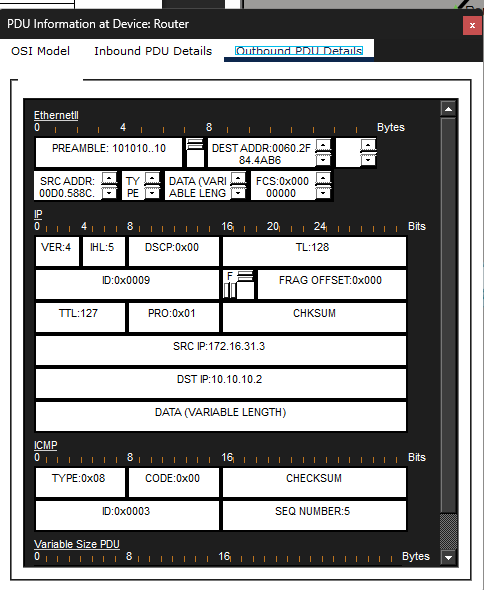 PDU Information at Device: Router
OSI Model Inbound PDU Details Outbound PDU Details
EthernetII
0 4 8 Bytes
PREAMBLE: 101010..10 DEST ADDR:0060.2F
84.4AB6
SRC ADDR: TY DATA (VARI FCS:0x000
00D0.588C. PE ABLE LENG 00000
IP
0 4 8 16 20 24 Bits
VER:4 IHL:5 DSCP:0x00 TL:128
ID:0x0009 F FRAG OFFSET:0x000
TTL:127 PRO:0x01 CHKSUM
SRC IP:172.16.31.3
DST IP:10.10.10.2
DATA (VARIABLE LENGTH)
ICMP
0 8 16 Bits
TYPE:0x08 CODE:0x00 CHECKSUM
ID:0x0003 SEQ NUMBER:5
Variable Size PDU
0 8 16 Bytes